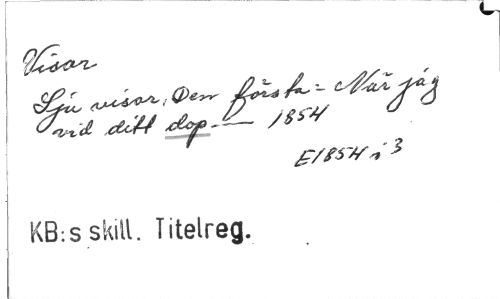 Visor
Sju visor, Den första = När jag
vid ditt dop — 1854
E1854 i 3
KB:s skill. Titelreg.